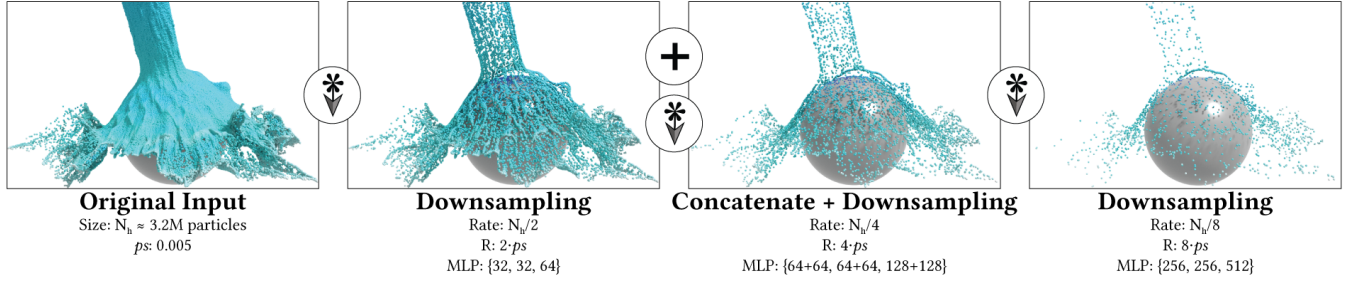 Original Input
Size: Nₕ ≈ 3.2M particles
ps: 0.005
Downsampling
Rate: Nₕ/2
R: 2·ps
MLP: {32, 32, 64}
Concatenate + Downsampling
Rate: Nₕ/4
R: 4·ps
MLP: {64+64, 64+64, 128+128}
Downsampling
Rate: Nₕ/8
R: 8·ps
MLP: {256, 256, 512}